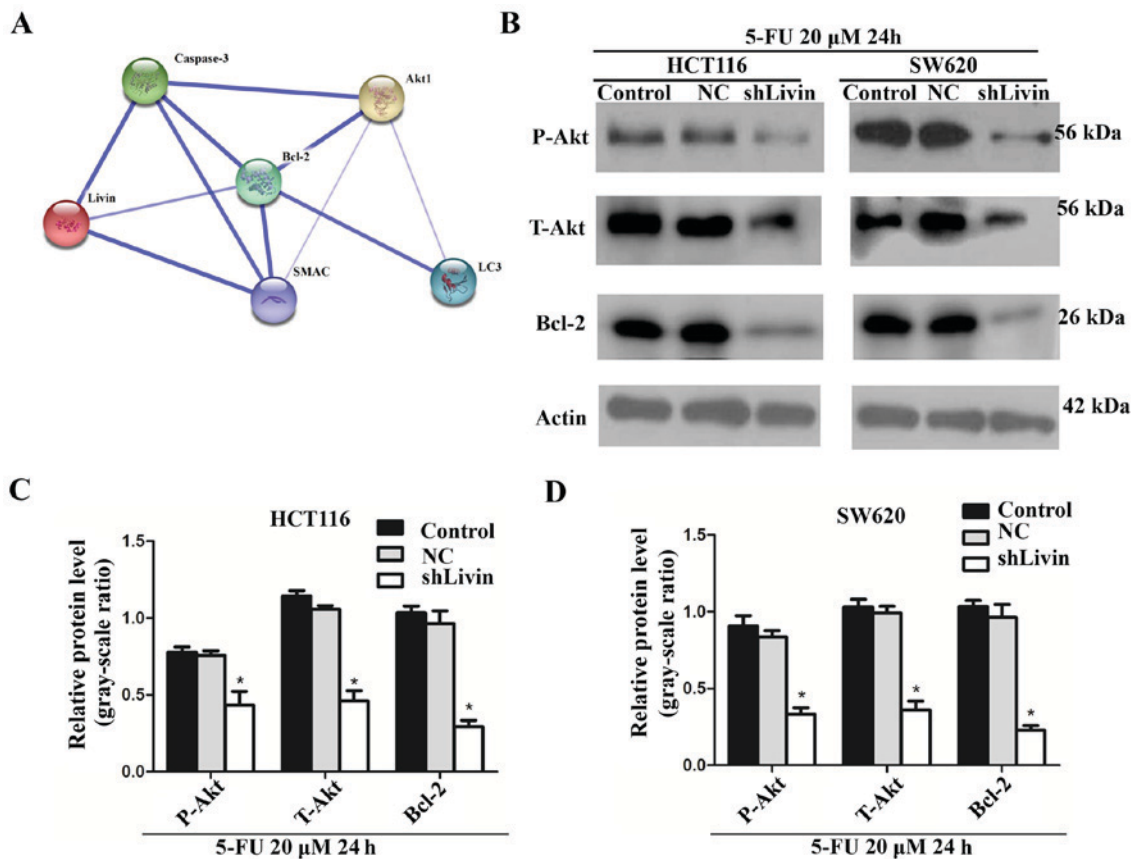 A
Caspase-3
Akt1
Bcl-2
Livin
SMAC
LC3
B
5-FU 20 μM 24h
HCT116 SW620
Control NC shLivin Control NC shLivin
P-Akt 56 kDa
T-Akt 56 kDa
Bcl-2 26 kDa
Actin 42 kDa
C
HCT116
Control
NC
shLivin
Relative protein level
(gray-scale ratio)
1.0
0.5
0.0
* * *
P-Akt T-Akt Bcl-2
5-FU 20 μM 24 h
D
SW620
Control
NC
shLivin
Relative protein level
(gray-scale ratio)
1.0
0.5
0.0
* * *
P-Akt T-Akt Bcl-2
5-FU 20 μM 24 h